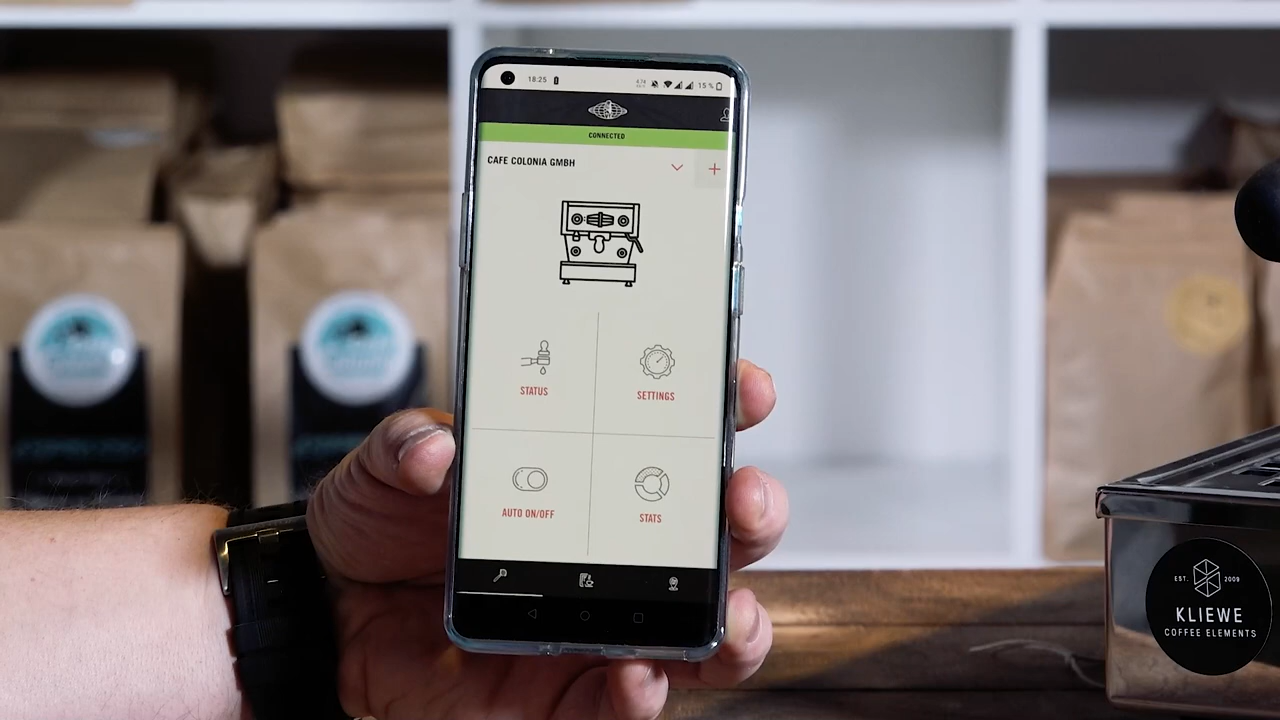 18:25
15 %
CONNECTED
CAFE COLONIA GMBH
STATUS
SETTINGS
AUTO ON/OFF
STATS
EST. 2009
KLIEWE
COFFEE ELEMENTS